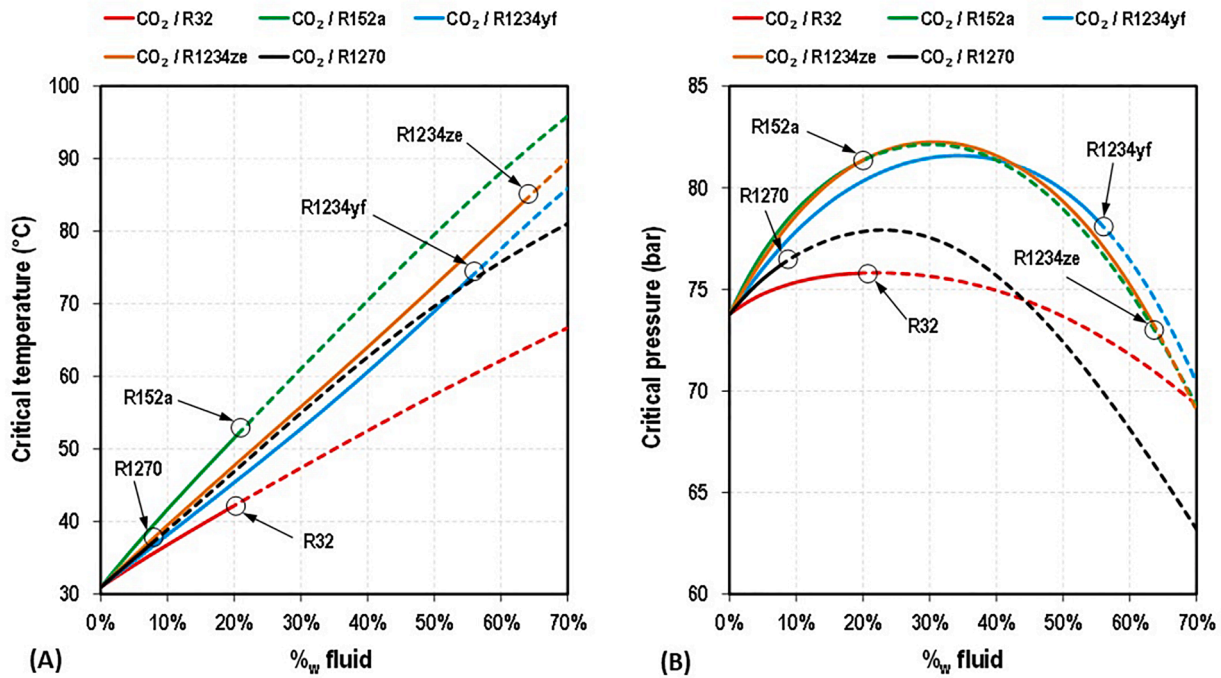 CO₂ / R32 CO₂ / R152a CO₂ / R1234yf
CO₂ / R1234ze CO₂ / R1270
Critical temperature (°C)
100
90
80
70
60
50
40
30
R1234ze
R1234yf
R152a
R1270
R32
0% 10% 20% 30% 40% 50% 60% 70%
%w fluid
(A)
CO₂ / R32 CO₂ / R152a CO₂ / R1234yf
CO₂ / R1234ze CO₂ / R1270
Critical pressure (bar)
85
80
75
70
65
60
R152a
R1234yf
R1270
R1234ze
R32
0% 10% 20% 30% 40% 50% 60% 70%
%w fluid
(B)